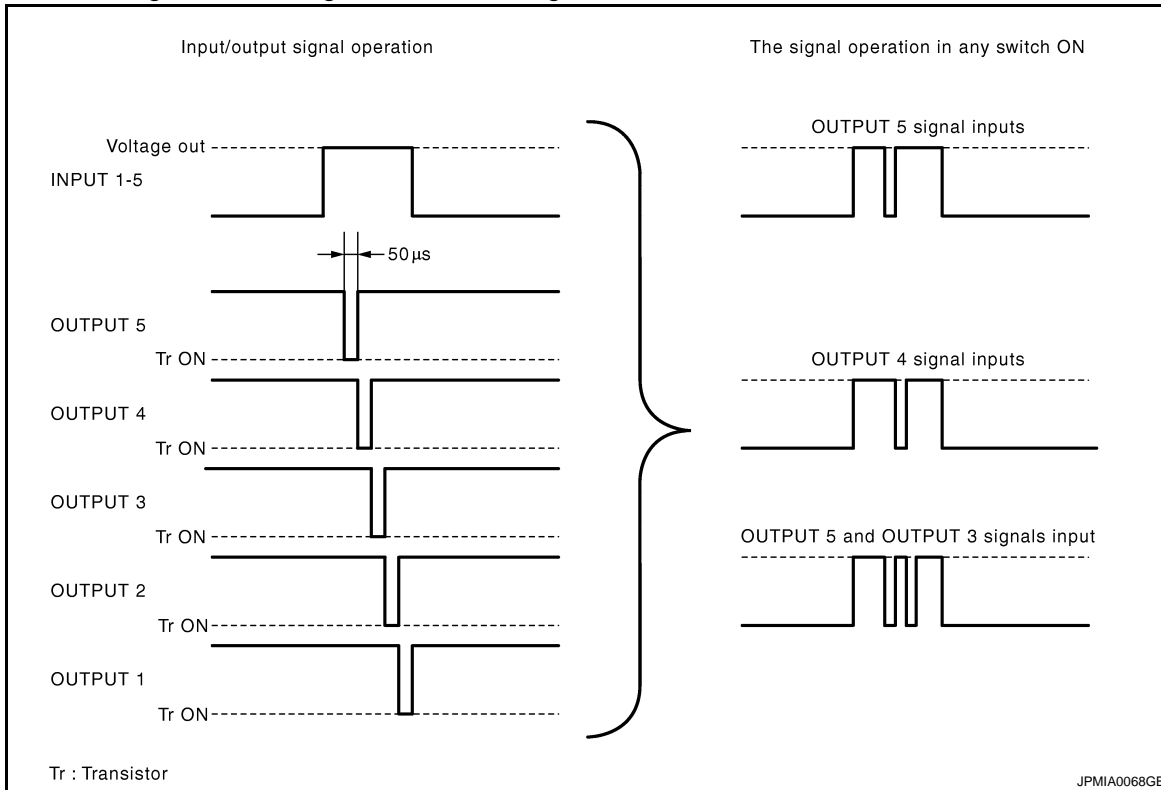 Input/output signal operation
The signal operation in any switch ON
Voltage out
INPUT 1-5
50 µs
OUTPUT 5
Tr ON
OUTPUT 4
Tr ON
OUTPUT 3
Tr ON
OUTPUT 2
Tr ON
OUTPUT 1
Tr ON
OUTPUT 5 signal inputs
OUTPUT 4 signal inputs
OUTPUT 5 and OUTPUT 3 signals input
Tr : Transistor